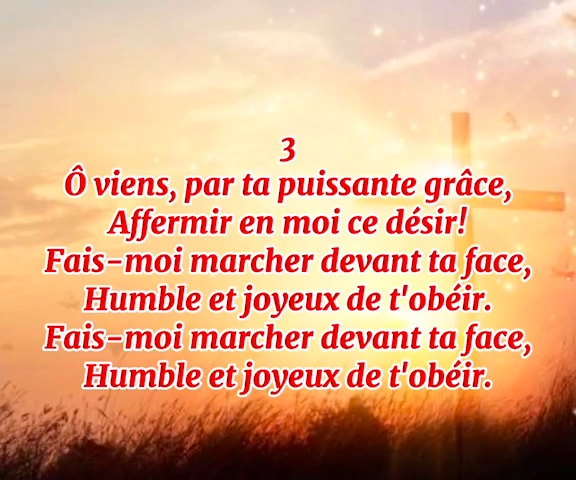 3
Ô viens, par ta puissante grâce,
Affermir en moi ce désir!
Fais-moi marcher devant ta face,
Humble et joyeux de t'obéir.
Fais-moi marcher devant ta face,
Humble et joyeux de t'obéir.